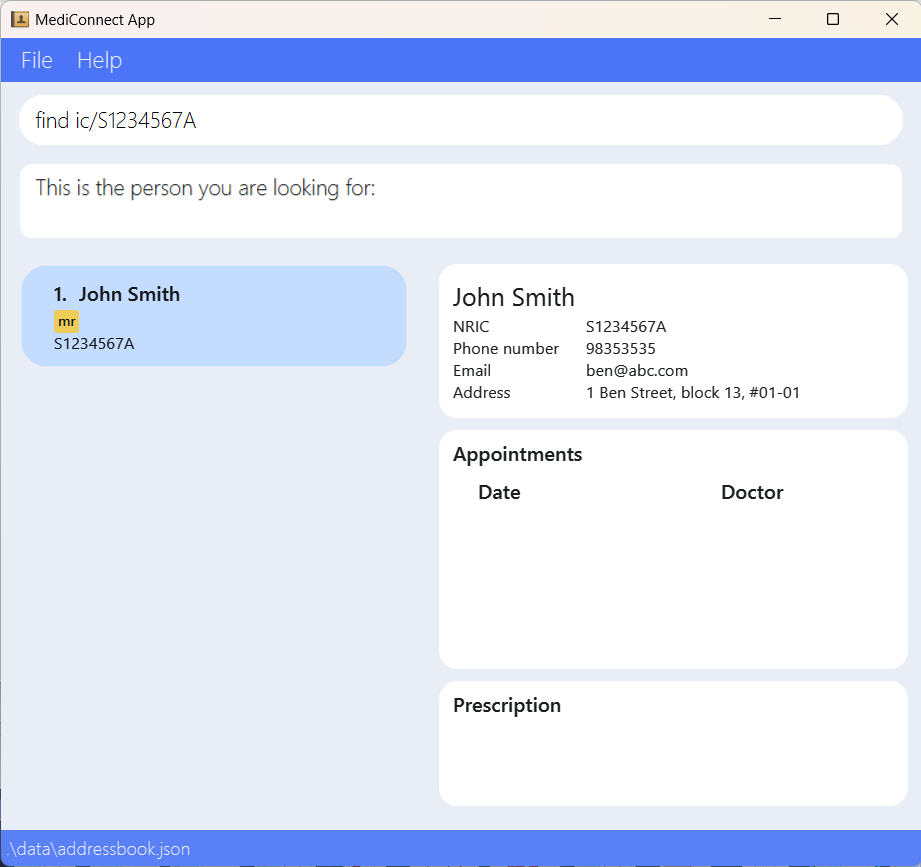 MediConnect App
File Help
find ic/S1234567A
This is the person you are looking for:
1. John Smith
mr
S1234567A
John Smith
NRIC S1234567A
Phone number 98353535
Email ben@abc.com
Address 1 Ben Street, block 13, #01-01
Appointments
Date Doctor
Prescription
.\data\addressbook.json